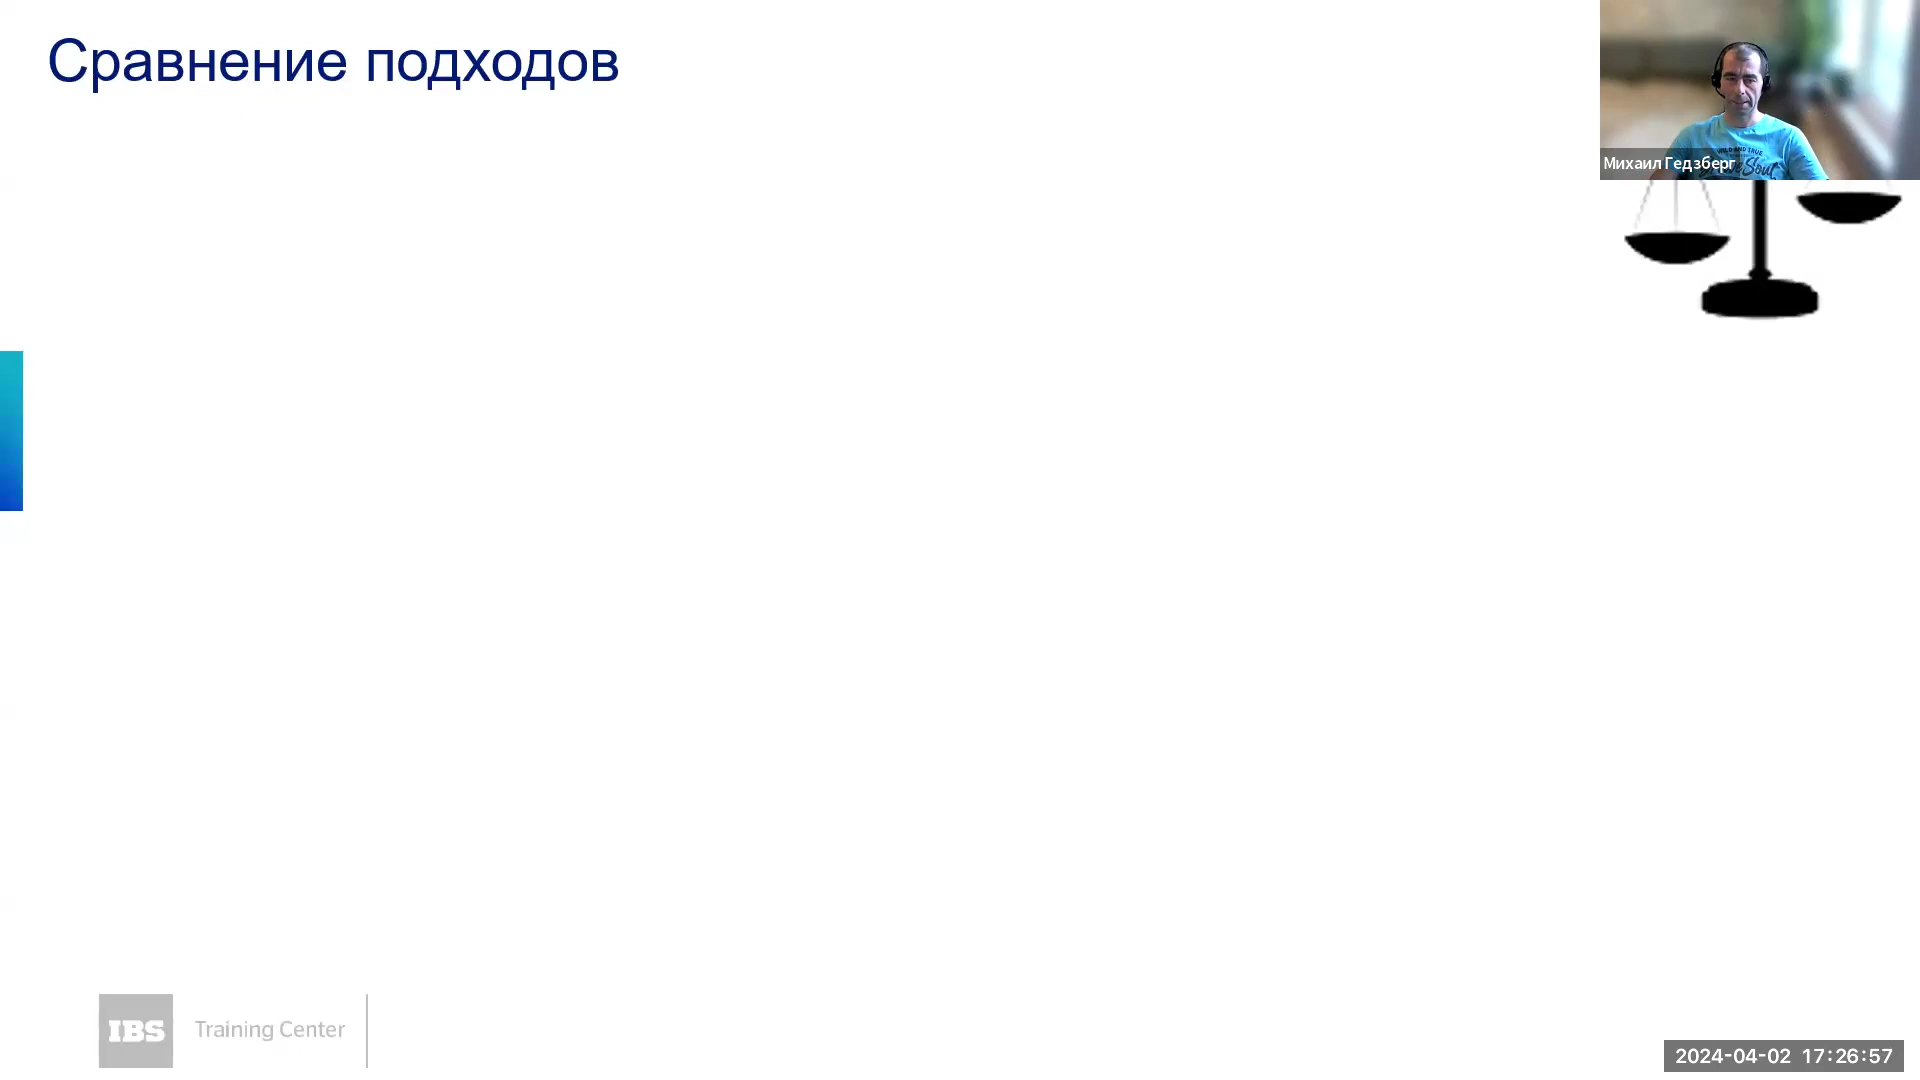 Сравнение подходов
Михаил Гедзберг
IBS Training Center
2024-04-02 17:26:57